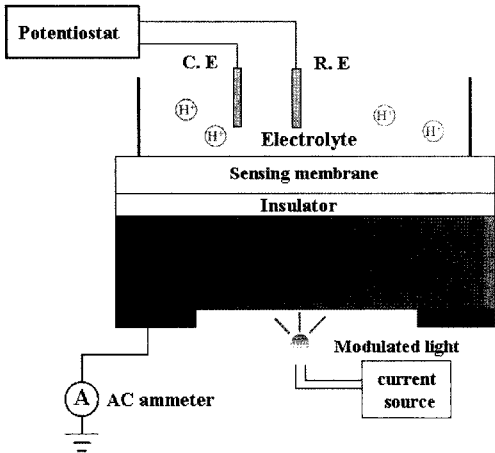 Potentiostat
C. E
R. E
H⁺
H⁺
H⁺
H⁺
Electrolyte
Sensing membrane
Insulator
Modulated light
current
source
A
AC ammeter